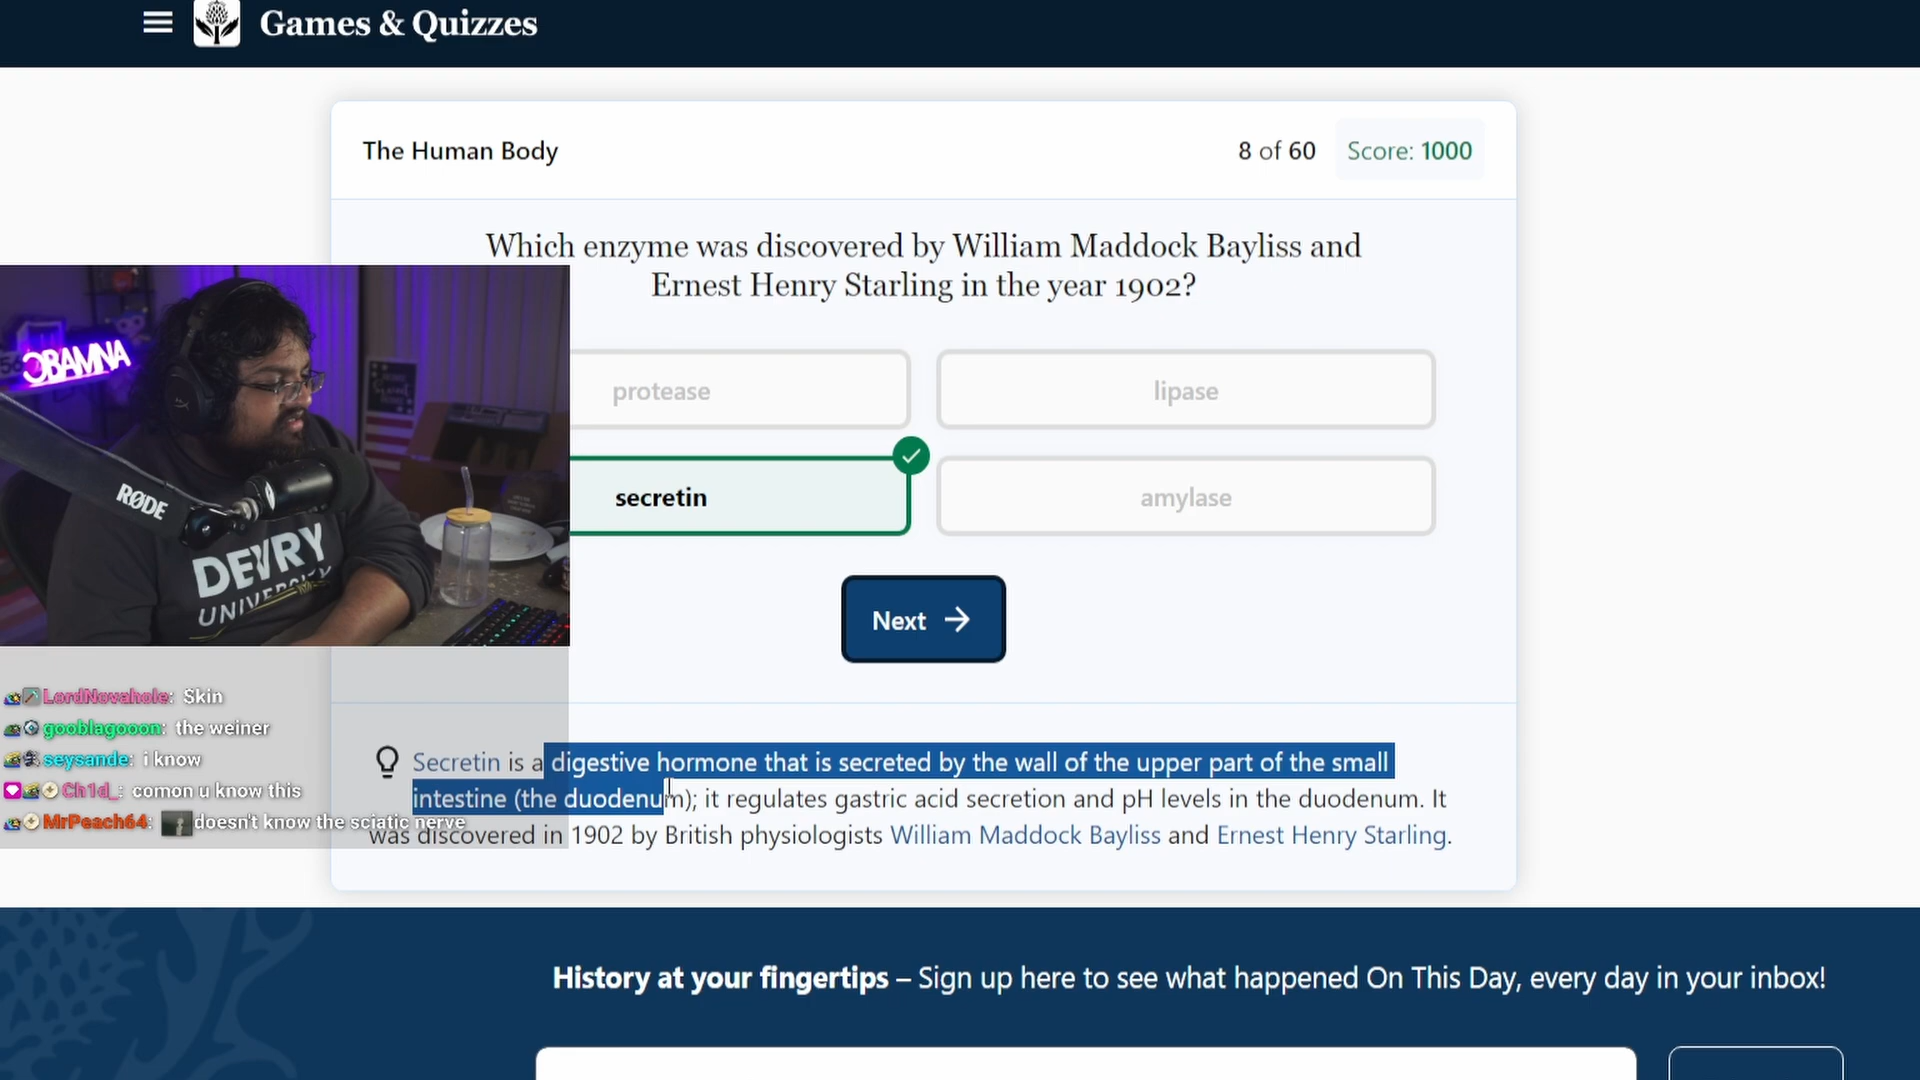 Games & Quizzes
The Human Body
8 of 60
Score: 1000
Which enzyme was discovered by William Maddock Bayliss and
Ernest Henry Starling in the year 1902?
protease
lipase
secretin
amylase
Next
OBAMNA
RØDE
DEVRY
UNIVERSITY
LordNovahole: Skin
gooblagooon: the weiner
seysande: i know
Ch1d_: comon u know this
MrPeach64: doesn't know the sciatic nerve
Secretin is a digestive hormone that is secreted by the wall of the upper part of the small
intestine (the duodenum); it regulates gastric acid secretion and pH levels in the duodenum. It
was discovered in 1902 by British physiologists William Maddock Bayliss and Ernest Henry Starling.
History at your fingertips – Sign up here to see what happened On This Day, every day in your inbox!